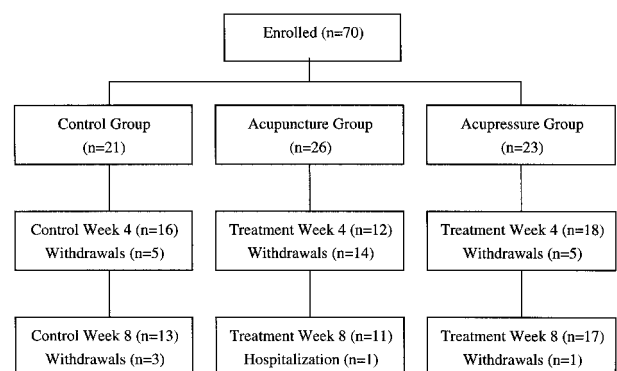 Enrolled (n=70)
Control Group
(n=21)
Acupuncture Group
(n=26)
Acupressure Group
(n=23)
Control Week 4 (n=16)
Withdrawals (n=5)
Treatment Week 4 (n=12)
Withdrawals (n=14)
Treatment Week 4 (n=18)
Withdrawals (n=5)
Control Week 8 (n=13)
Withdrawals (n=3)
Treatment Week 8 (n=11)
Hospitalization (n=1)
Treatment Week 8 (n=17)
Withdrawals (n=1)